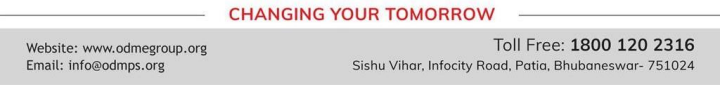 CHANGING YOUR TOMORROW
Website: www.odmegroup.org
Email: info@odmps.org
Toll Free: 1800 120 2316
Sishu Vihar, Infocity Road, Patia, Bhubaneswar- 751024